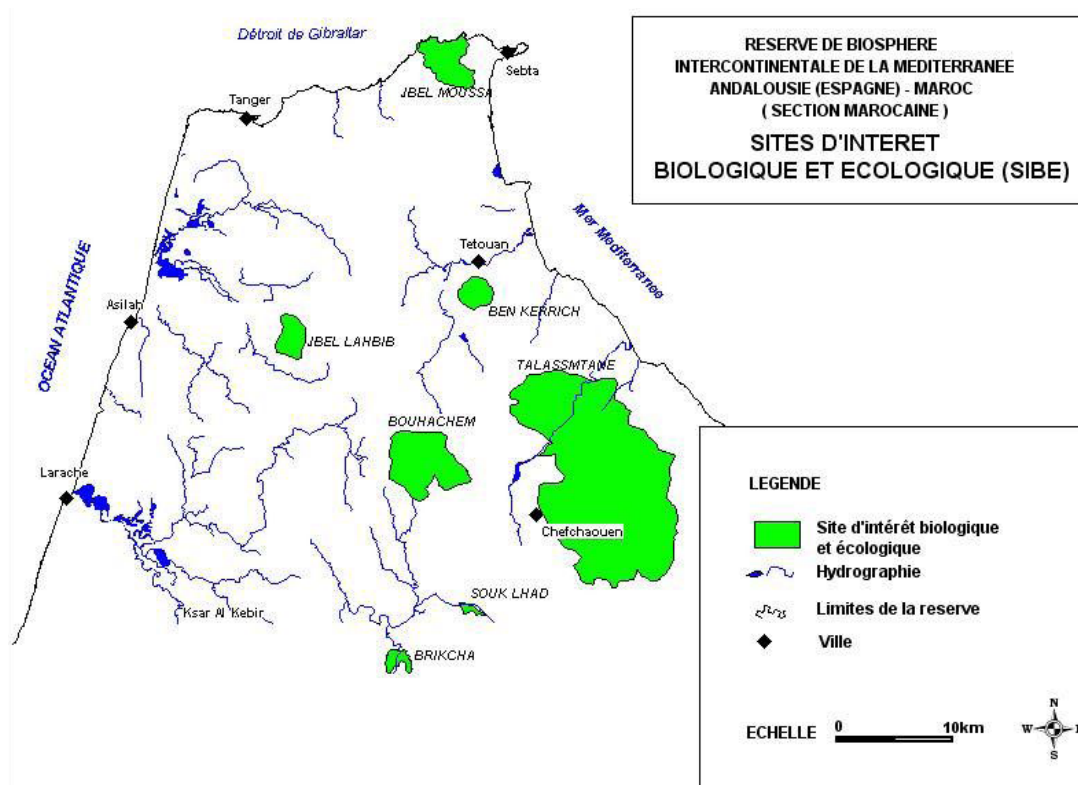 Détroit de Gibraltar
Sebta
JBEL MOUSSA
Tanger
RESERVE DE BIOSPHERE
INTERCONTINENTALE DE LA MEDITERRANEE
ANDALOUSIE (ESPAGNE) - MAROC
( SECTION MAROCAINE )
SITES D'INTERET
BIOLOGIQUE ET ECOLOGIQUE (SIBE)
OCEAN ATLANTIQUE
Mer Mediterranee
Tetouan
BEN KERRICH
Asilah
JBEL LAHBIB
TALASSMTANE
BOUHACHEM
Larache
Chefchaouen
SOUK LHAD
Ksar Al Kebir
BRIKCHA
LEGENDE
Site d'intérêt biologique
et écologique
Hydrographie
Limites de la reserve
Ville
ECHELLE
0 10km
N
W E
S